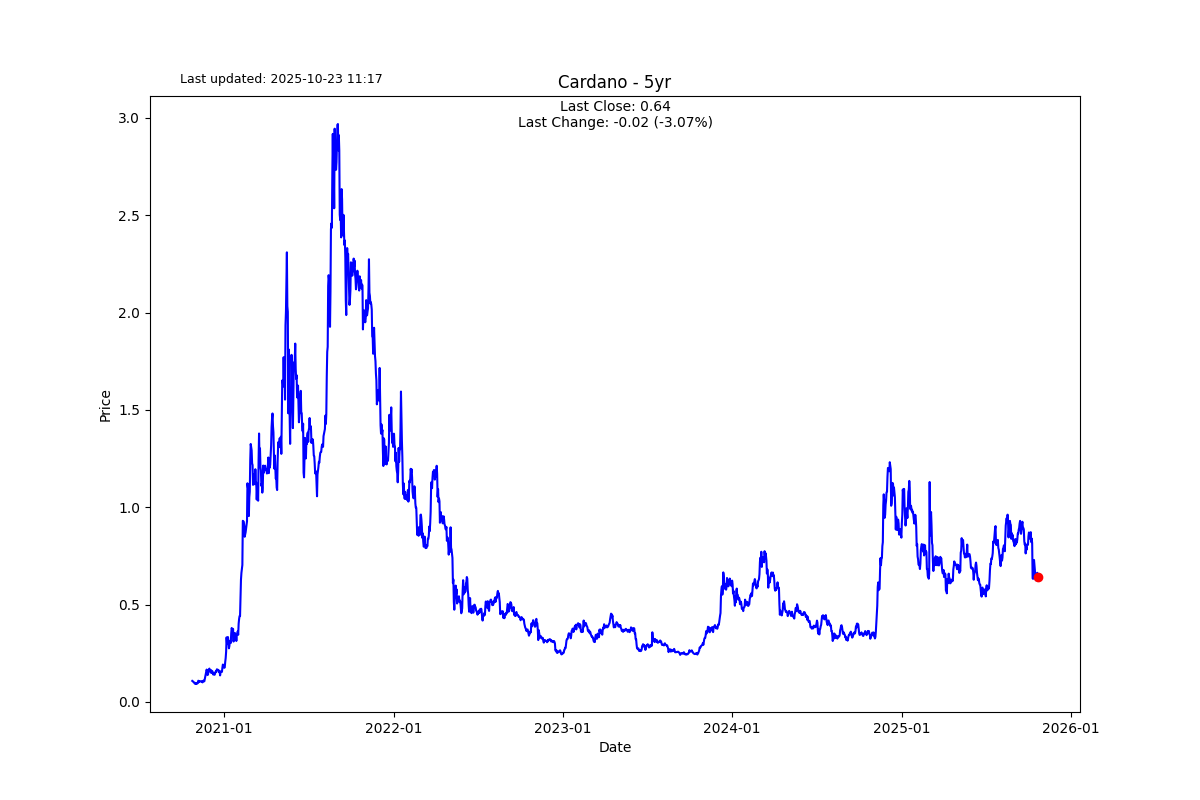 Last updated: 2025-10-23 11:17
Cardano - 5yr
Last Close: 0.64
Last Change: -0.02 (-3.07%)
3.0
2.5
2.0
1.5
1.0
0.5
0.0
Price
2021-01
2022-01
2023-01
2024-01
2025-01
2026-01
Date